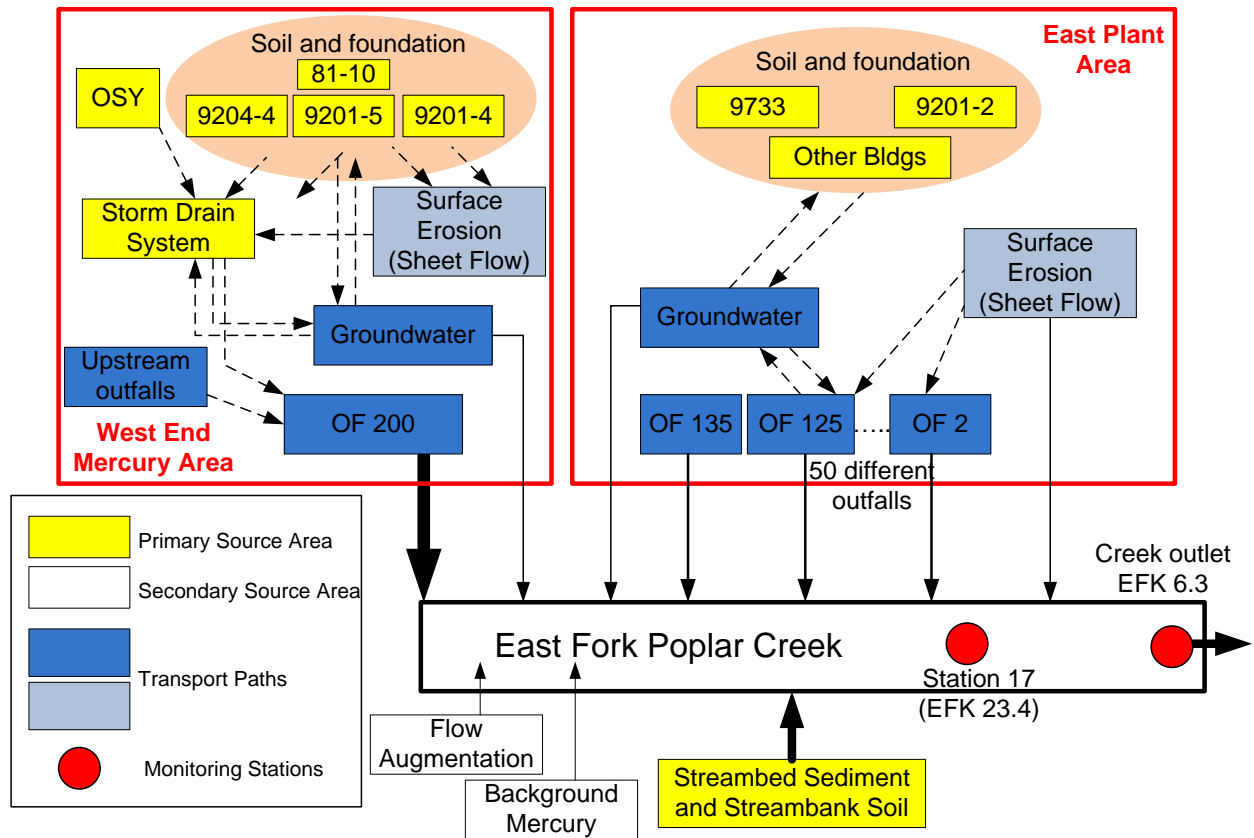 Soil and foundation
81-10
OSY
9204-4
9201-5
9201-4
Storm Drain
System
Surface
Erosion
(Sheet Flow)
Groundwater
Upstream
outfalls
OF 200
West End
Mercury Area
East Plant
Area
Soil and foundation
9733
9201-2
Other Bldgs
Surface
Erosion
(Sheet Flow)
Groundwater
OF 135
OF 125
.....
OF 2
50 different
outfalls
Primary Source Area
Secondary Source Area
Transport Paths
Monitoring Stations
Creek outlet
EFK 6.3
East Fork Poplar Creek
Station 17
(EFK 23.4)
Flow
Augmentation
Background
Mercury
Streambed Sediment
and Streambank Soil